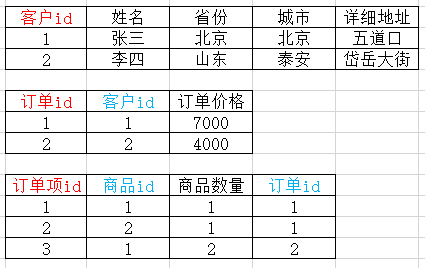 客户id 姓名 省份 城市 详细地址
1 张三 北京 北京 五道口
2 李四 山东 泰安 岱岳大街
订单id 客户id 订单价格
1 1 7000
2 2 4000
订单项id 商品id 商品数量 订单id
1 1 1 1
2 2 1 1
3 1 2 2